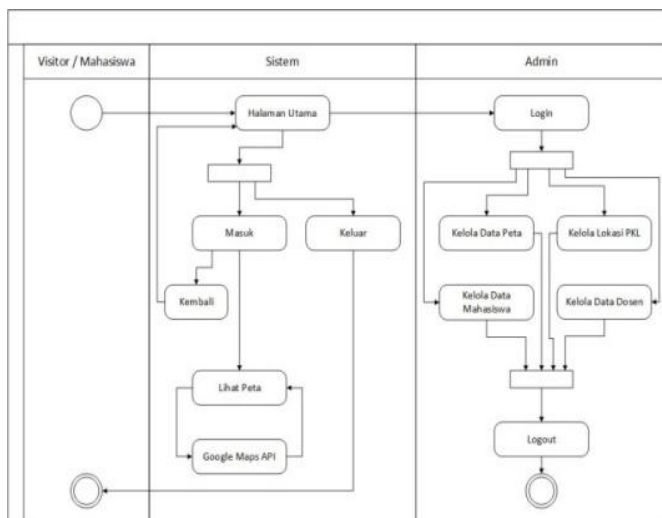 Visitor / Mahasiswa
Sistem
Admin
Halaman Utama
Login
Masuk
Keluar
Kelola Data Peta
Kelola Lokasi PKL
Kembali
Kelola Data
Mahasiswa
Kelola Data Dosen
Lihat Peta
Google Maps API
Logout